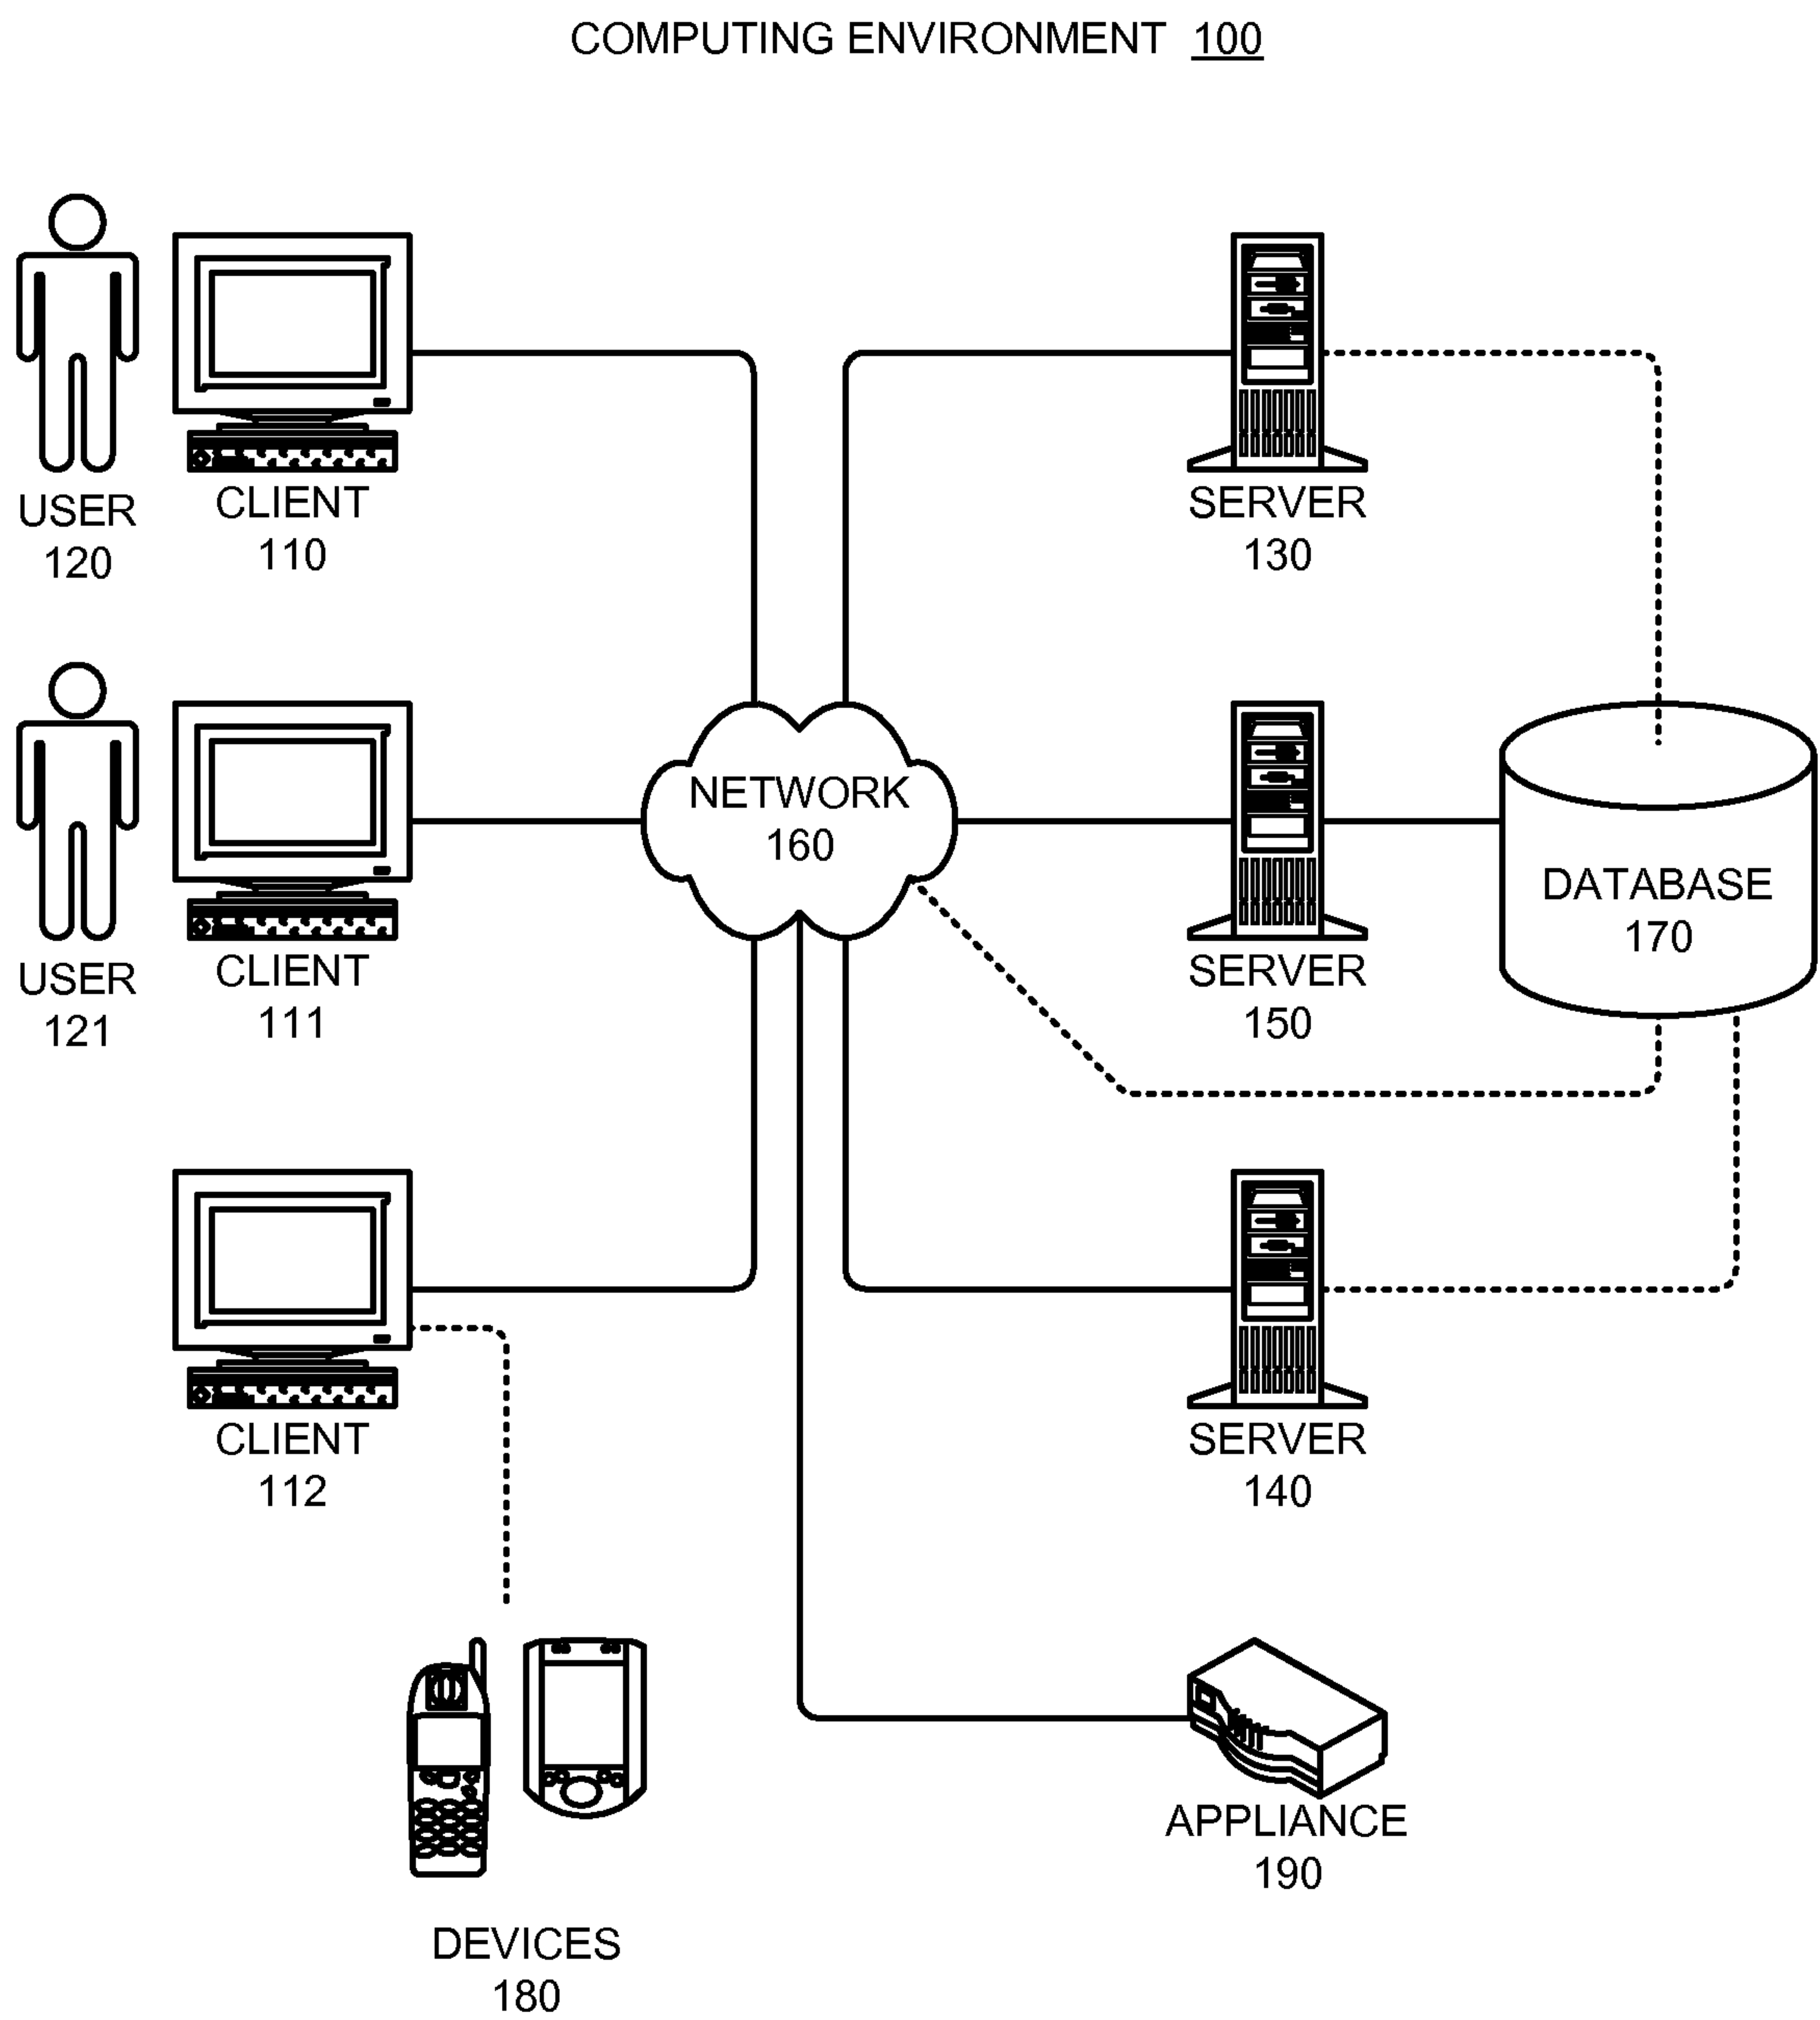 COMPUTING ENVIRONMENT 100
USER
120
CLIENT
110
SERVER
130
NETWORK
160
DATABASE
170
USER
121
CLIENT
111
SERVER
150
CLIENT
112
SERVER
140
APPLIANCE
190
DEVICES
180